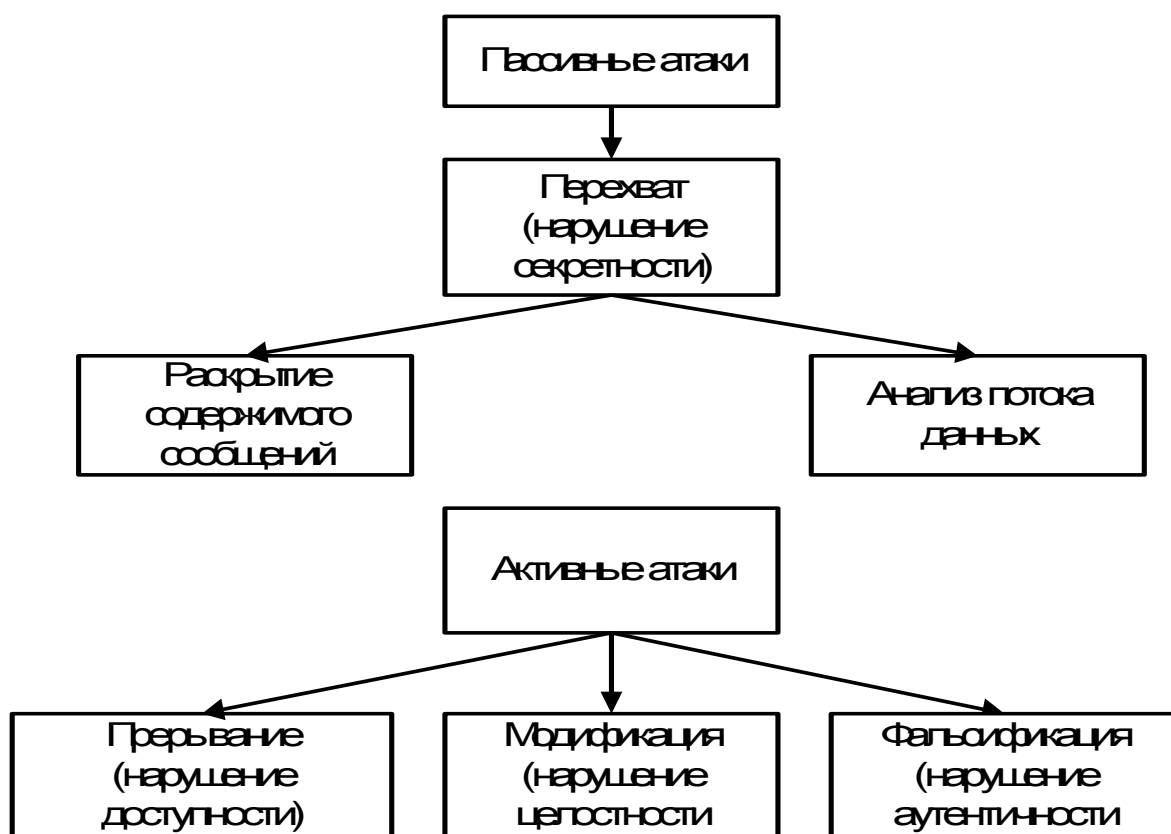 Пассивные атаки
Перехват
(нарушение
секретности)
Раскрытие
содержимого
сообщений
Анализ потока
данных
Активные атаки
Прерывание
(нарушение
доступности)
Модификация
(нарушение
целостности
Фальсификация
(нарушение
аутентичности